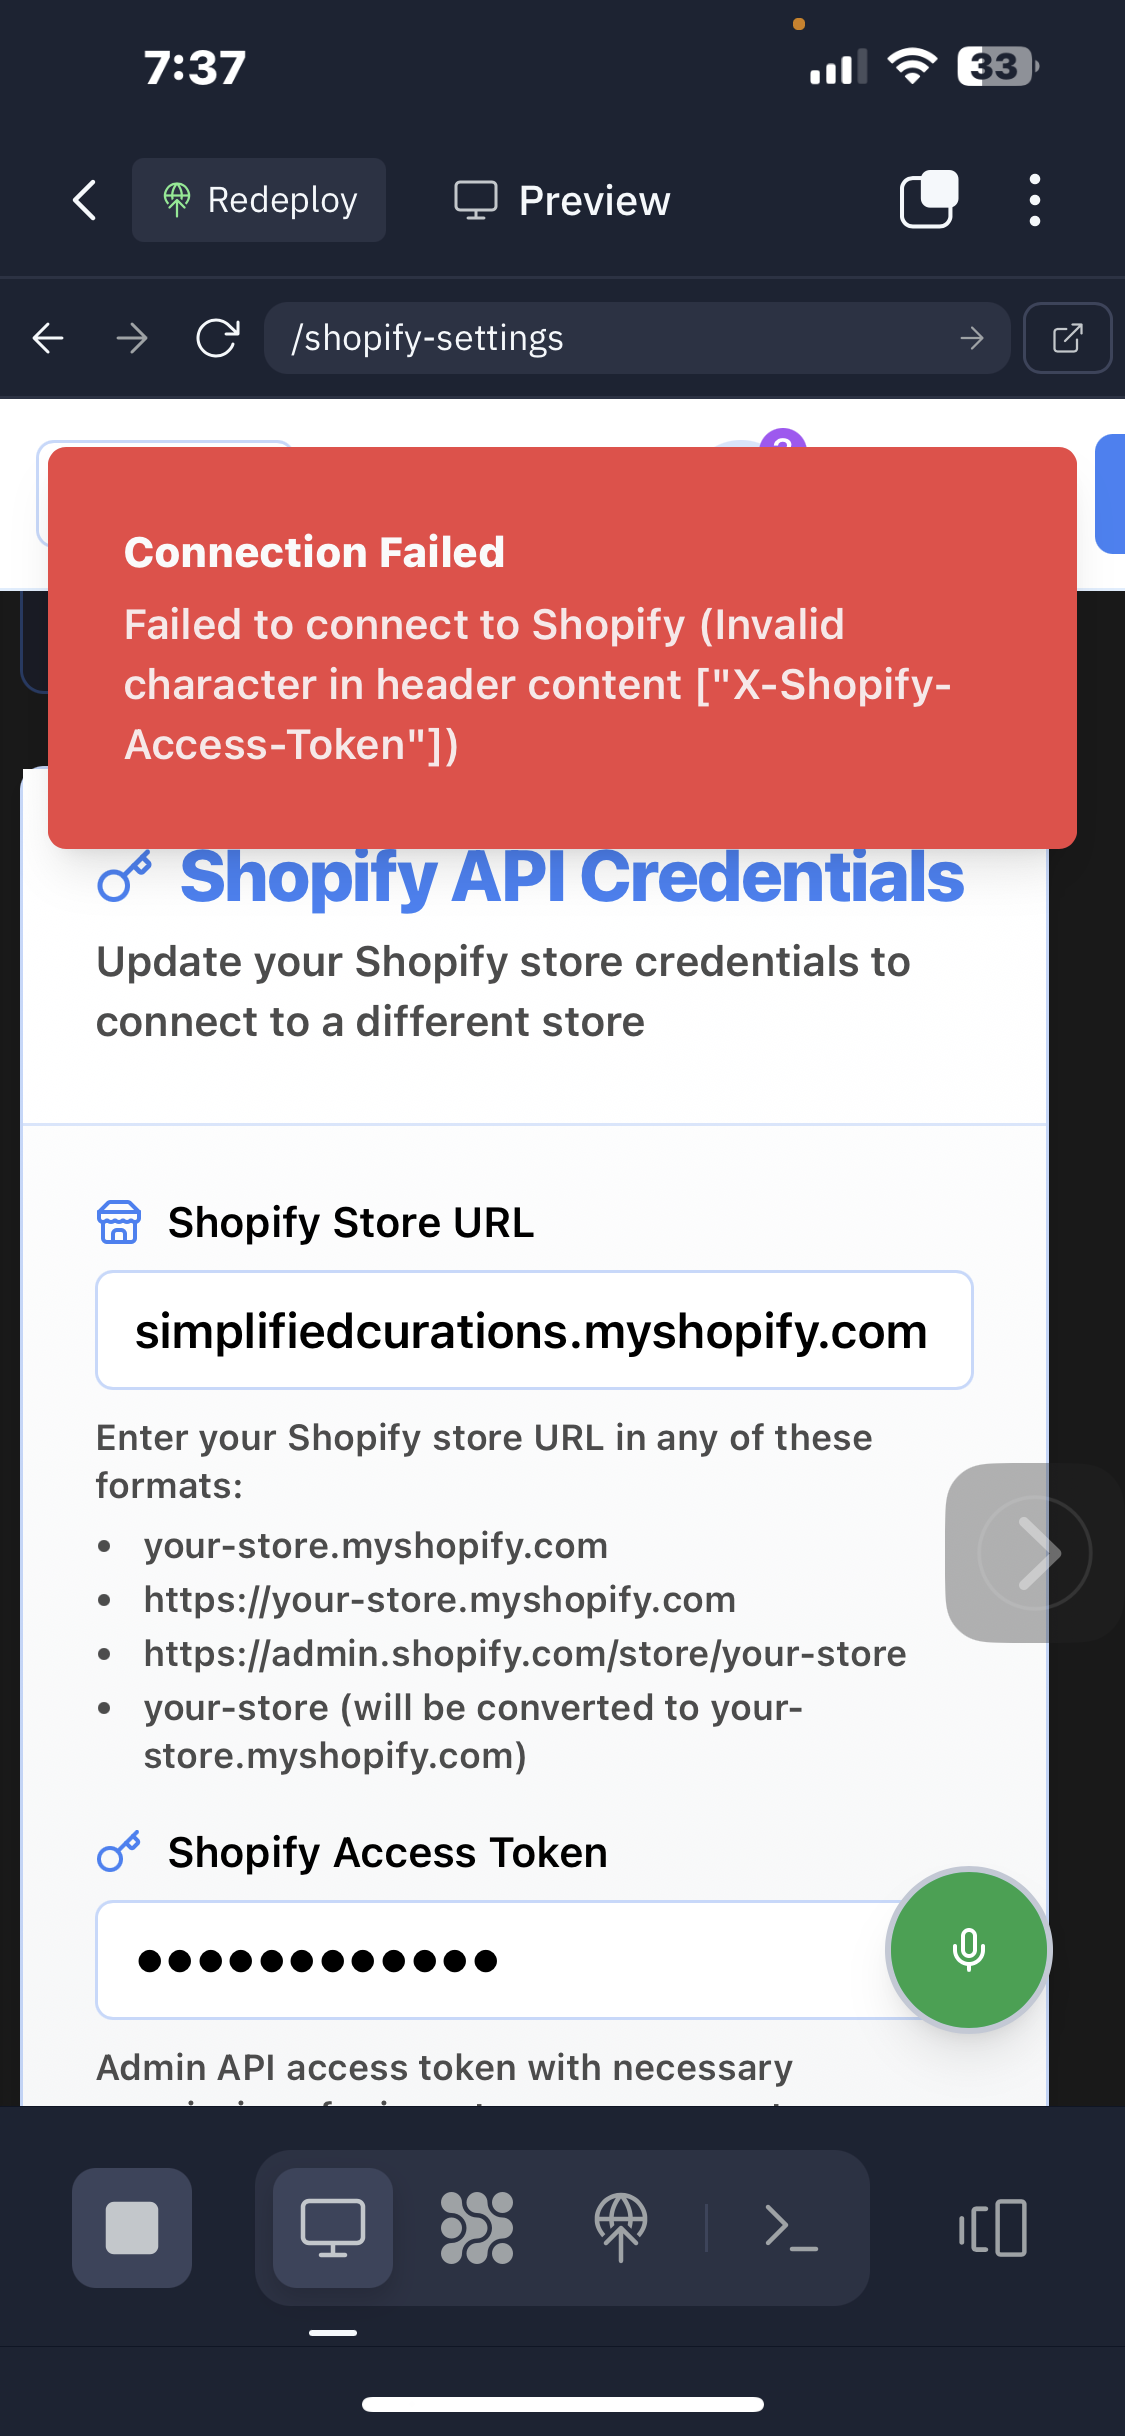 7:37
33
Redeploy
Preview
/shopify-settings
Connection Failed
Failed to connect to Shopify (Invalid
character in header content ["X-Shopify-
Access-Token"])
Shopify API Credentials
Update your Shopify store credentials to
connect to a different store
Shopify Store URL
simplifiedcurations.myshopify.com
Enter your Shopify store URL in any of these
formats:
• your-store.myshopify.com
• https://your-store.myshopify.com
• https://admin.shopify.com/store/your-store
• your-store (will be converted to your-
store.myshopify.com)
Shopify Access Token
••••••••••••
Admin API access token with necessary